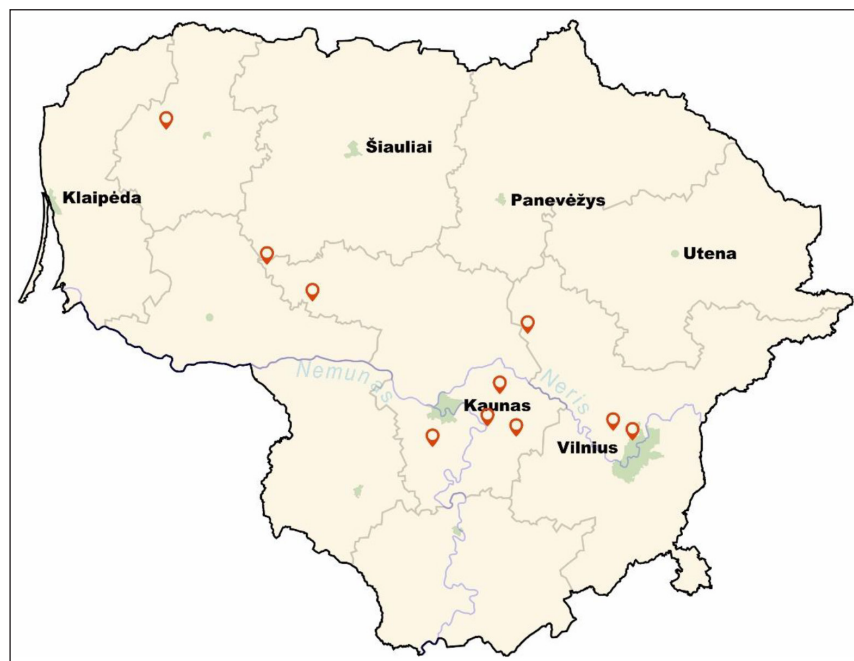 Šiauliai
Klaipėda
Panevėžys
Utena
Nemunas
Neris
Kaunas
Vilnius